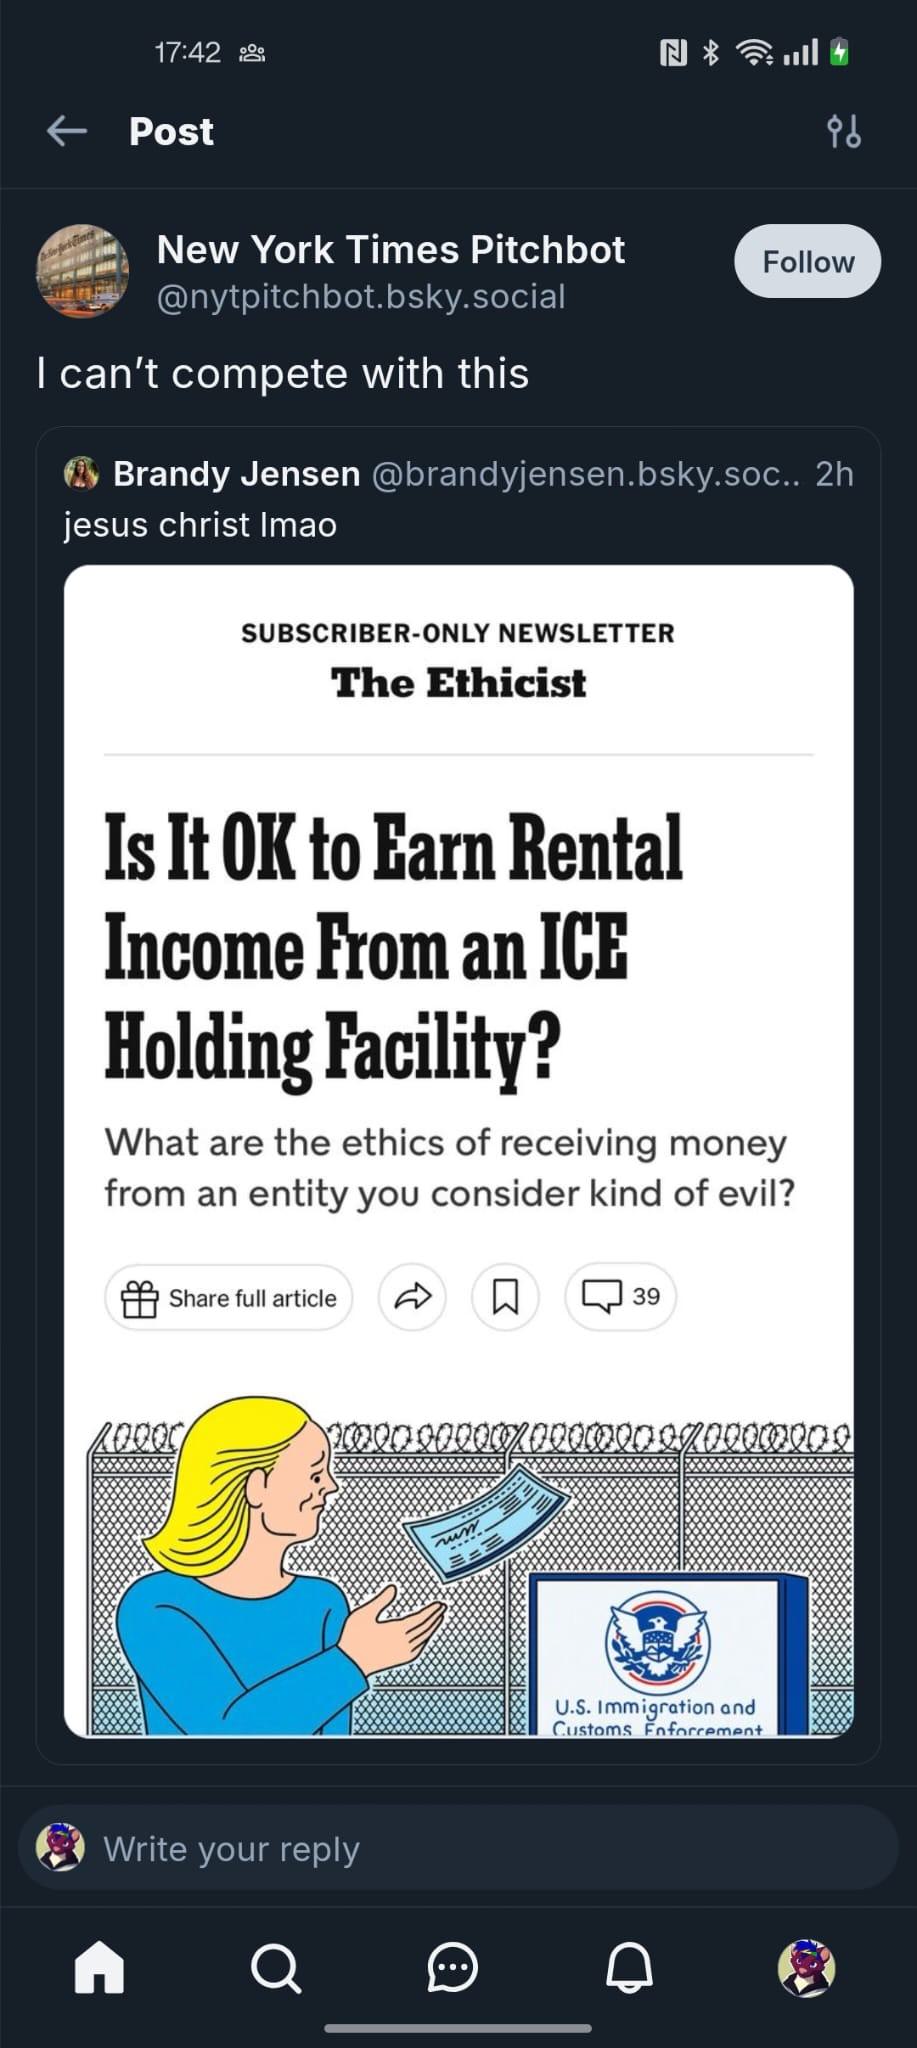 17:42
Post
New York Times Pitchbot
@nytpitchbot.bsky.social
Follow
I can’t compete with this
Brandy Jensen @brandyjensen.bsky.soc.. 2h
jesus christ lmao
SUBSCRIBER-ONLY NEWSLETTER
The Ethicist
Is It OK to Earn Rental
Income From an ICE
Holding Facility?
What are the ethics of receiving money
from an entity you consider kind of evil?
Share full article
39
U.S. Immigration and
Customs Enforcement
Write your reply